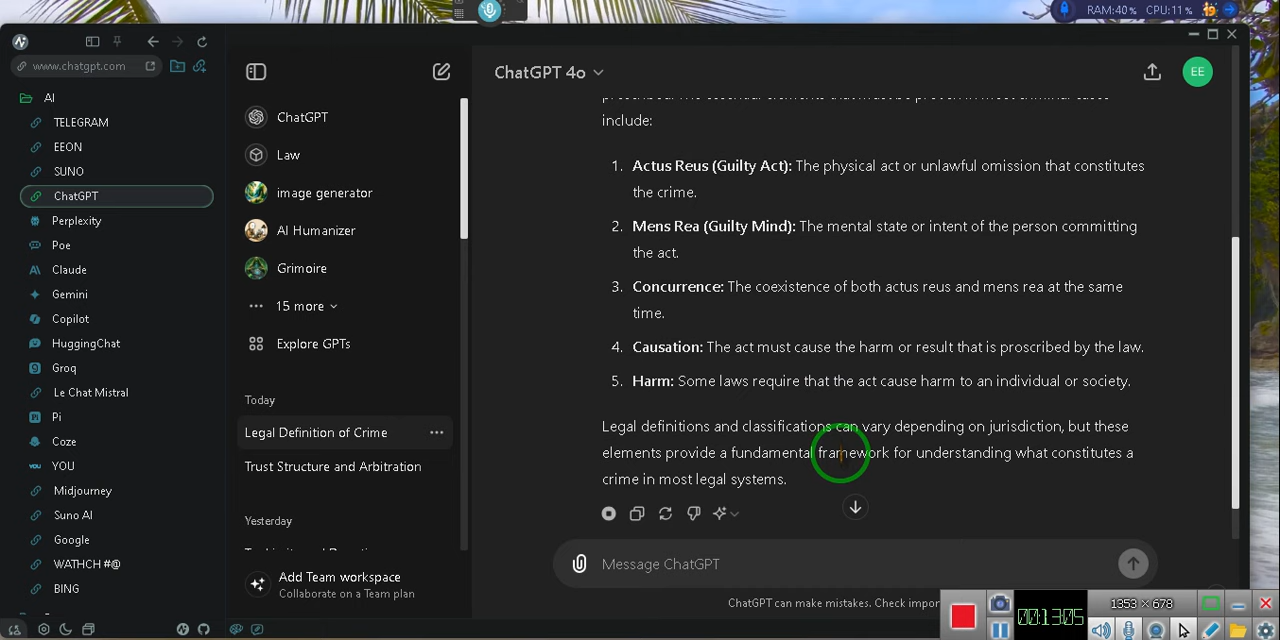 RAM:40% CPU:11% 19
www.chatgpt.com
AI
TELEGRAM
EEON
SUNO
ChatGPT
Perplexity
Poe
Claude
Gemini
Copilot
HuggingChat
Groq
Le Chat Mistral
Pi
Coze
YOU
Midjourney
Suno AI
Google
WATHCH #@
BING
ChatGPT
Law
image generator
AI Humanizer
Grimoire
15 more
Explore GPTs
Today
Legal Definition of Crime
Trust Structure and Arbitration
Yesterday
Add Team workspace
Collaborate on a Team plan
ChatGPT 4o
EE
include:
1. Actus Reus (Guilty Act): The physical act or unlawful omission that constitutes
the crime.
2. Mens Rea (Guilty Mind): The mental state or intent of the person committing
the act.
3. Concurrence: The coexistence of both actus reus and mens rea at the same
time.
4. Causation: The act must cause the harm or result that is proscribed by the law.
5. Harm: Some laws require that the act cause harm to an individual or society.
Legal definitions and classifications can vary depending on jurisdiction, but these
elements provide a fundamental framework for understanding what constitutes a
crime in most legal systems.
Message ChatGPT
ChatGPT can make mistakes. Check impor
1353 × 678
00:13:05